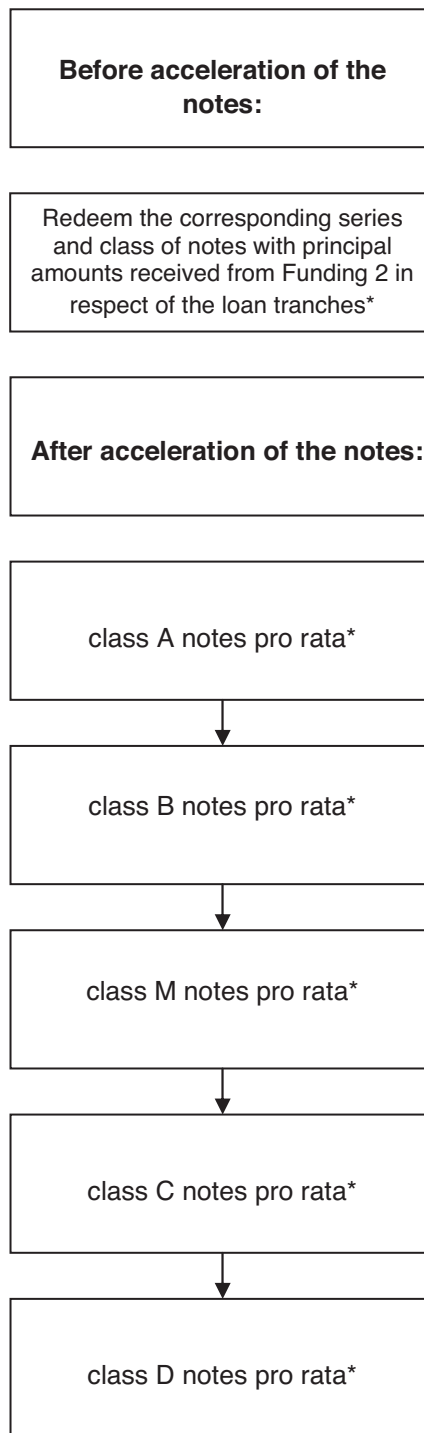 Before acceleration of the
notes:
Redeem the corresponding series
and class of notes with principal
amounts received from Funding 2 in
respect of the loan tranches*
After acceleration of the notes:
class A notes pro rata*
class B notes pro rata*
class M notes pro rata*
class C notes pro rata*
class D notes pro rata*